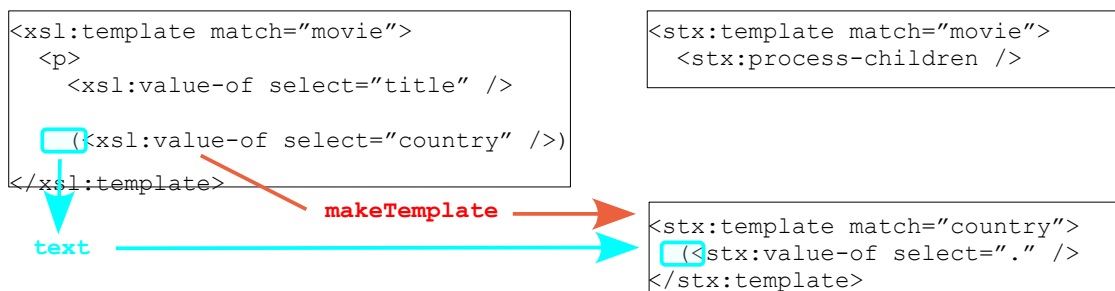 <xsl:template match=”movie”>
<p>
<xsl:value-of select=”title” />
(<xsl:value-of select=”country” />)
</xsl:template>
<stx:template match=”movie”>
<stx:process-children />
makeTemplate
text
<stx:template match=”country”>
(<stx:value-of select=”.” />
</stx:template>